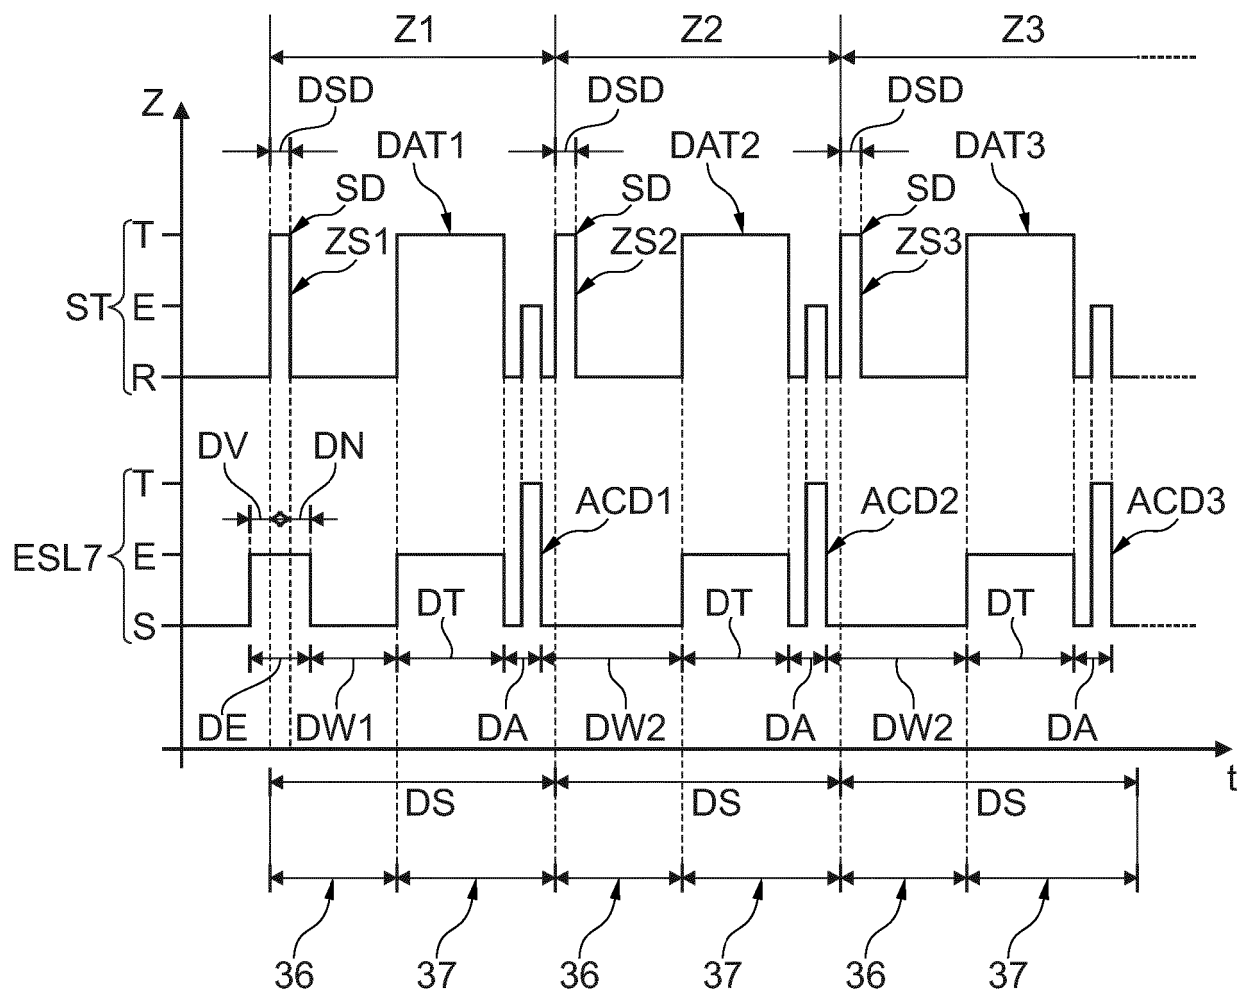 Z1 Z2 Z3
Z DSD DSD DSD
DAT1 DAT2 DAT3
SD SD SD
T ZS1 ZS2 ZS3
ST E
R
DV DN
T ACD1 ACD2 ACD3
ESL7 E
DT DT DT
S
DE DW1 DA DW2 DA DW2 DA
t
DS DS DS
36 37 36 37 36 37